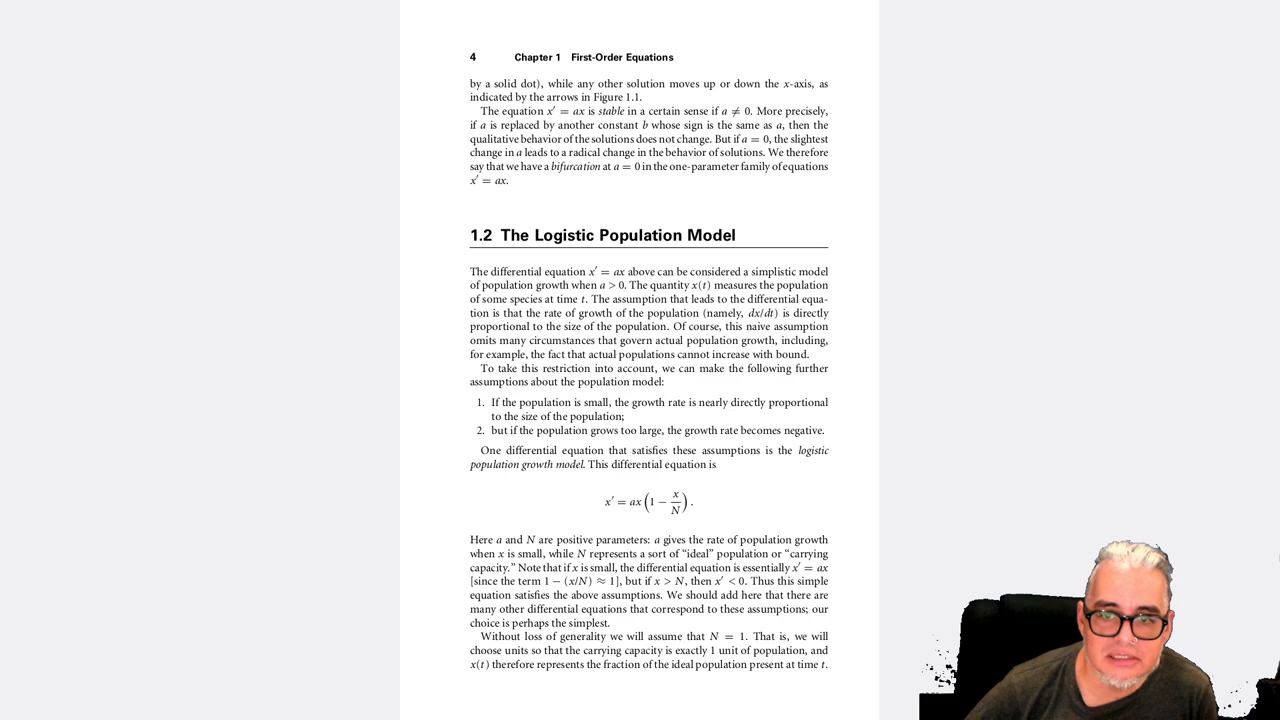 4 Chapter 1 First-Order Equations
by a solid dot), while any other solution moves up or down the x-axis, as
indicated by the arrows in Figure 1.1.
The equation x′ = ax is stable in a certain sense if a ≠ 0. More precisely,
if a is replaced by another constant b whose sign is the same as a, then the
qualitative behavior of the solutions does not change. But if a = 0, the slightest
change in a leads to a radical change in the behavior of solutions. We therefore
say that we have a bifurcation at a = 0 in the one-parameter family of equations
x′ = ax.
1.2 The Logistic Population Model
The differential equation x′ = ax above can be considered a simplistic model
of population growth when a > 0. The quantity x(t) measures the population
of some species at time t. The assumption that leads to the differential equa-
tion is that the rate of growth of the population (namely, dx/dt) is directly
proportional to the size of the population. Of course, this naive assumption
omits many circumstances that govern actual population growth, including,
for example, the fact that actual populations cannot increase with bound.
To take this restriction into account, we can make the following further
assumptions about the population model:
1. If the population is small, the growth rate is nearly directly proportional
to the size of the population;
2. but if the population grows too large, the growth rate becomes negative.
One differential equation that satisfies these assumptions is the logistic
population growth model. This differential equation is
x′ = ax(1 − x/N).
Here a and N are positive parameters: a gives the rate of population growth
when x is small, while N represents a sort of “ideal” population or “carrying
capacity.” Note that if x is small, the differential equation is essentially x′ = ax
[since the term 1 − (x/N) ≈ 1], but if x > N, then x′ < 0. Thus this simple
equation satisfies the above assumptions. We should add here that there are
many other differential equations that correspond to these assumptions; our
choice is perhaps the simplest.
Without loss of generality we will assume that N = 1. That is, we will
choose units so that the carrying capacity is exactly 1 unit of population, and
x(t) therefore represents the fraction of the ideal population present at time t.